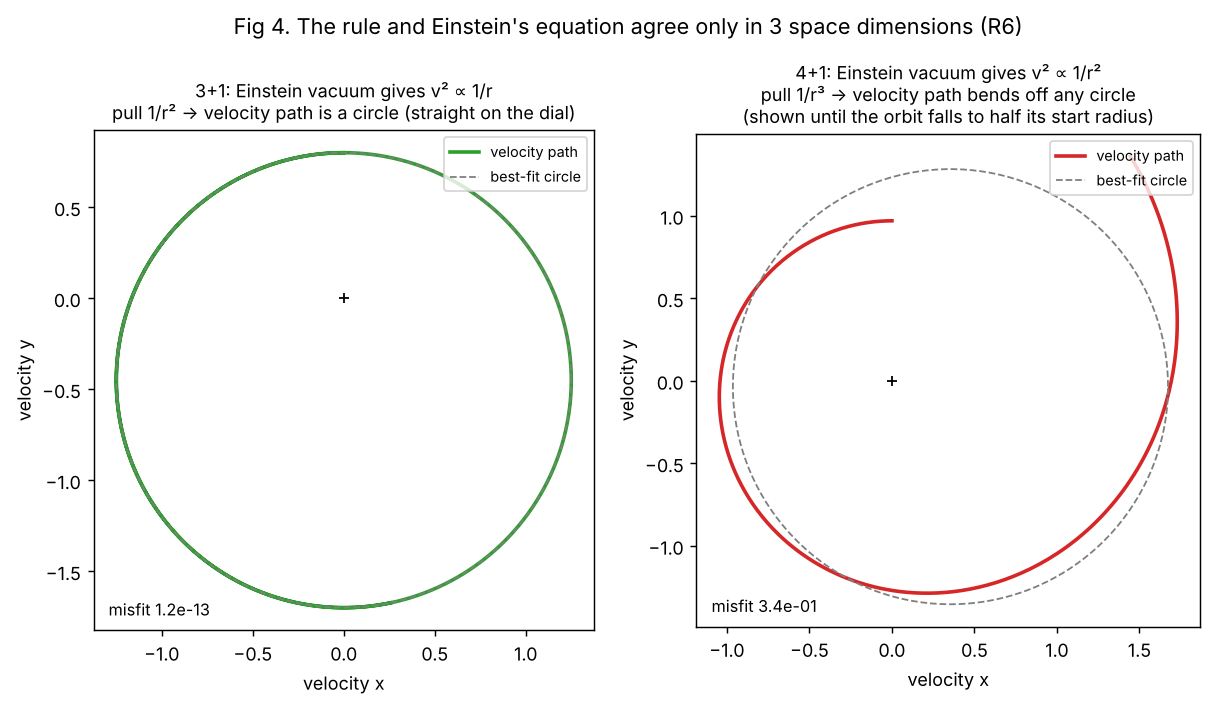 Fig 4. The rule and Einstein's equation agree only in 3 space dimensions (R6)
3+1: Einstein vacuum gives v² ∝ 1/r
pull 1/r² → velocity path is a circle (straight on the dial)
velocity path
best-fit circle
0.5
0.0
−0.5
−1.0
−1.5
velocity y
misfit 1.2e-13
−1.0
−0.5
0.0
0.5
1.0
velocity x
4+1: Einstein vacuum gives v² ∝ 1/r²
pull 1/r³ → velocity path bends off any circle
(shown until the orbit falls to half its start radius)
velocity path
best-fit circle
1.0
0.5
0.0
−0.5
−1.0
velocity y
misfit 3.4e-01
−1.0
−0.5
0.0
0.5
1.0
1.5
velocity x